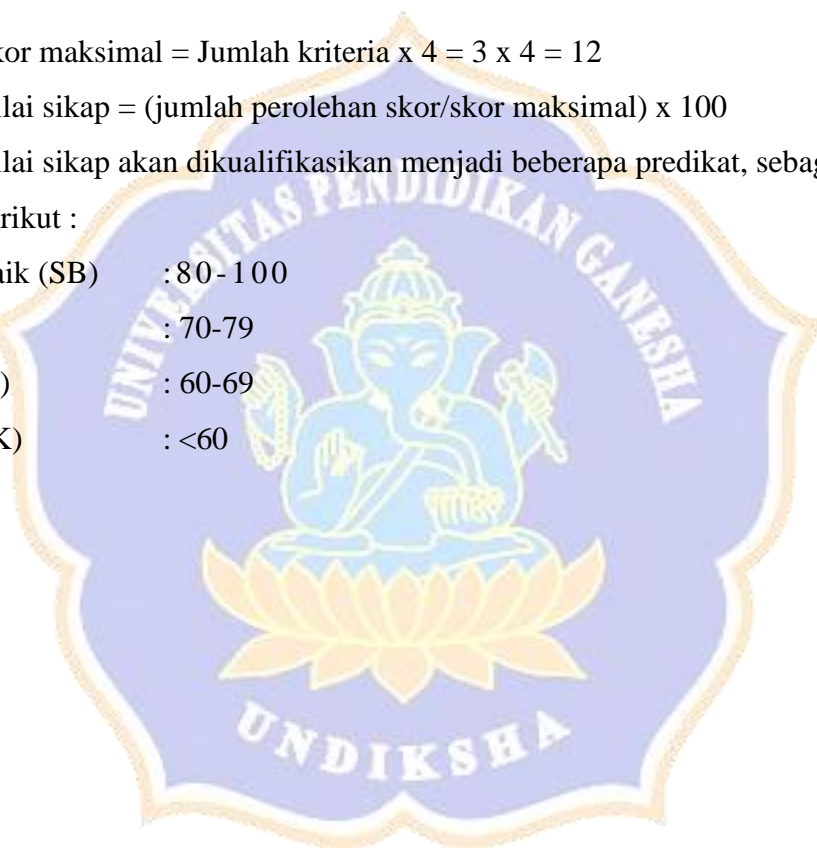 kor maksimal = Jumlah kriteria x 4 = 3 x 4 = 12
lai sikap = (jumlah perolehan skor/skor maksimal) x 100
lai sikap akan dikualifikasikan menjadi beberapa predikat, sebag
rikut :
aik (SB) :80-100
: 70-79
) : 60-69
K) : <60
UNIVERSITAS PENDIDIKAN GANESHA
UNDIKSHA